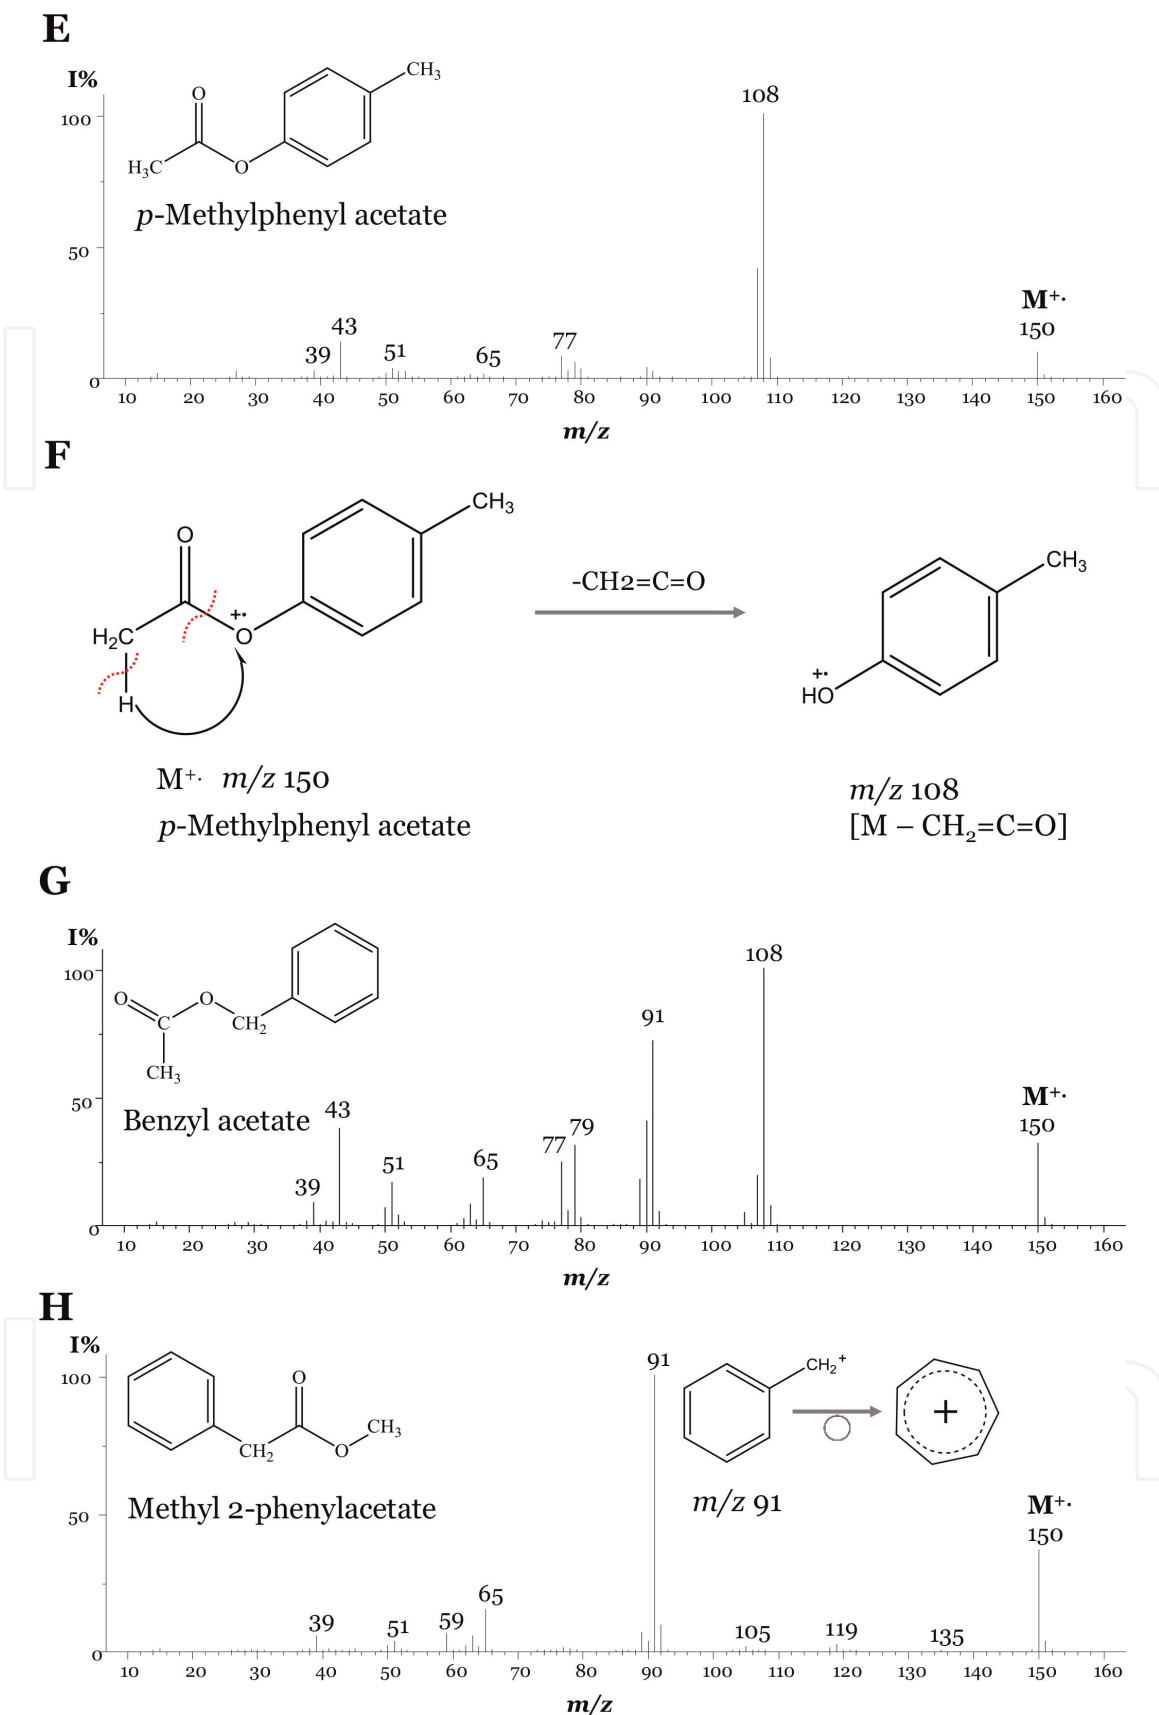 E
I%
100
50
0
O
H₃C
O
CH₃
p-Methylphenyl acetate
108
43
39
51
65
77
M⁺·
150
10 20 30 40 50 60 70 80 90 100 110 120 130 140 150 160
m/z
F
O
H₂C
+·
O
H
CH₃
-CH2=C=O
+·
HO
CH₃
M⁺· m/z 150
p-Methylphenyl acetate
m/z 108
[M – CH₂=C=O]
G
I%
100
50
0
O
C
O
CH₂
CH₃
Benzyl acetate
108
91
43
39
51
65
77
79
M⁺·
150
10 20 30 40 50 60 70 80 90 100 110 120 130 140 150 160
m/z
H
I%
100
50
0
O
CH₂
O
CH₃
Methyl 2-phenylacetate
91
CH₂⁺
+
m/z 91
M⁺·
150
39
51
59
65
105
119
135
10 20 30 40 50 60 70 80 90 100 110 120 130 140 150 160
m/z